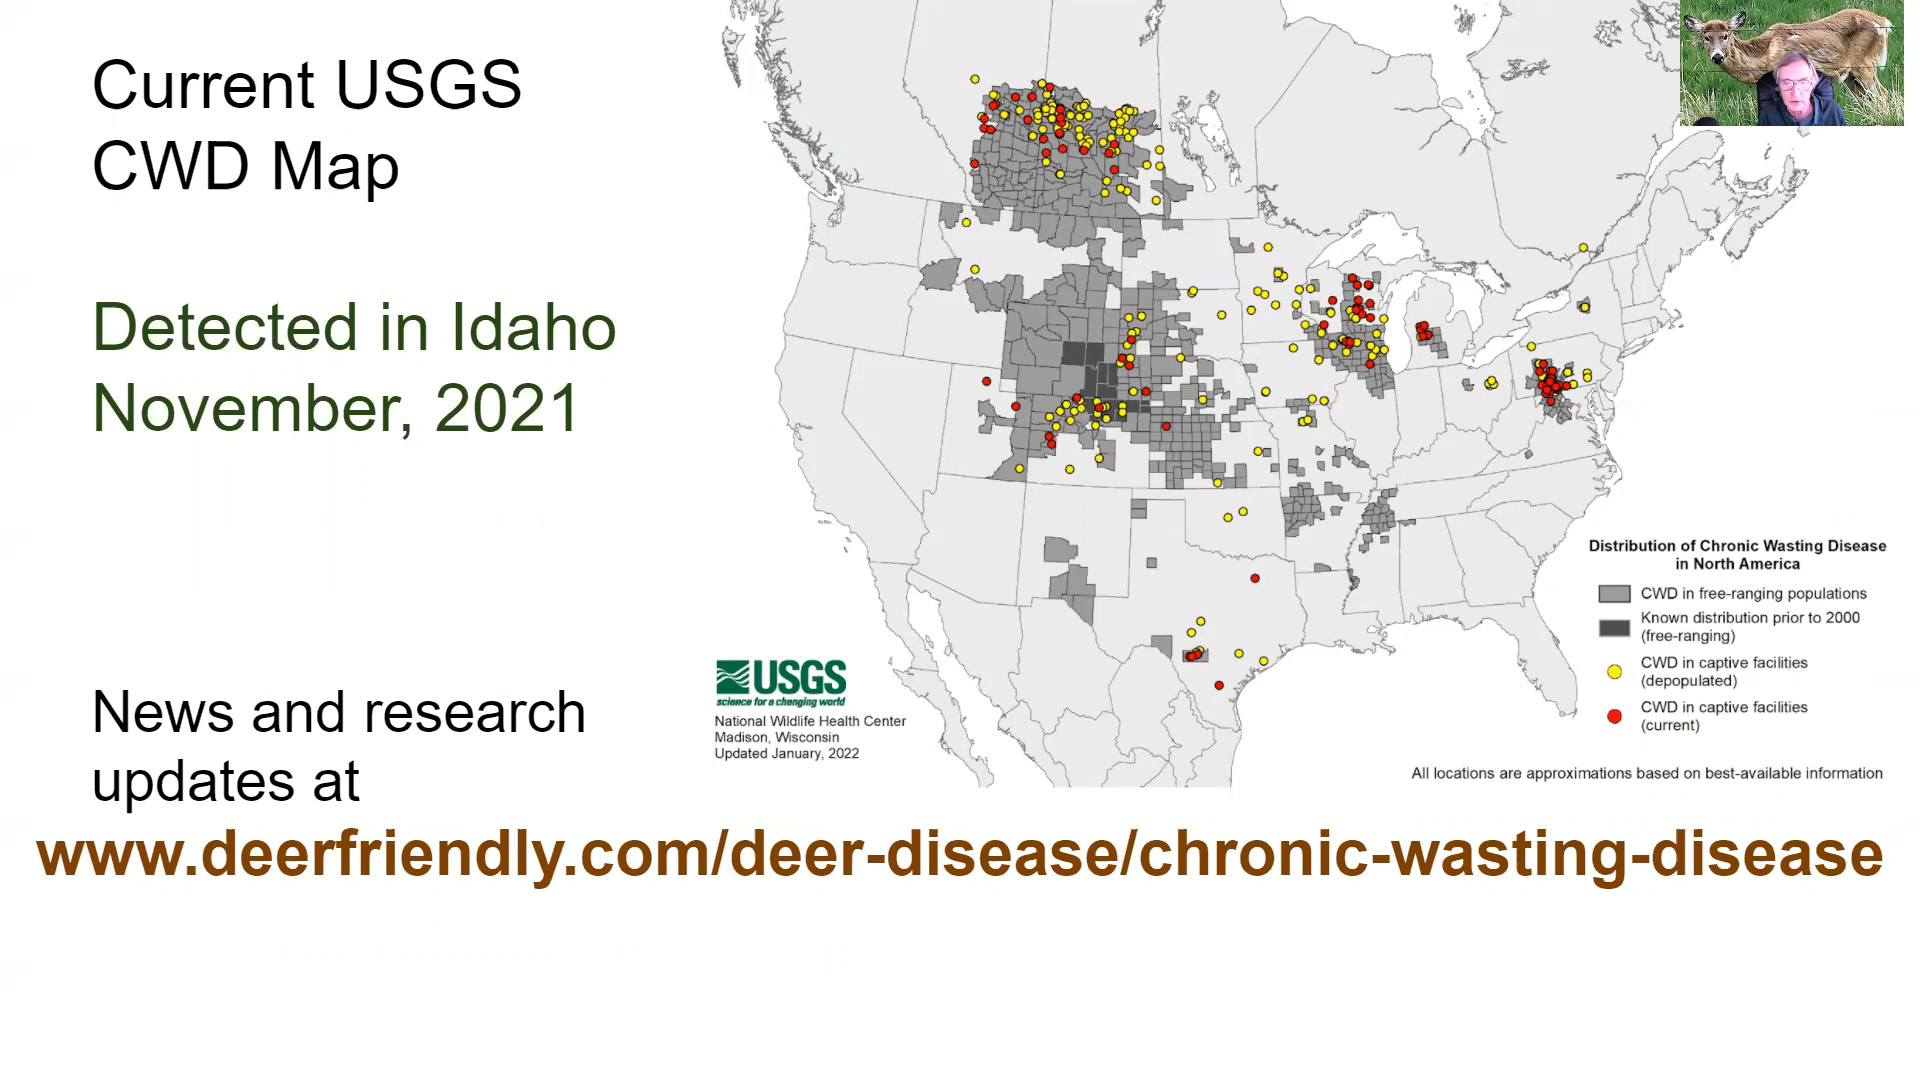 Current USGS
CWD Map
Detected in Idaho
November, 2021
News and research
updates at
www.deerfriendly.com/deer-disease/chronic-wasting-disease
USGS
science for a changing world
National Wildlife Health Center
Madison, Wisconsin
Updated January, 2022
Distribution of Chronic Wasting Disease
in North America
CWD in free-ranging populations
Known distribution prior to 2000
(free-ranging)
CWD in captive facilities
(depopulated)
CWD in captive facilities
(current)
All locations are approximations based on best-available information